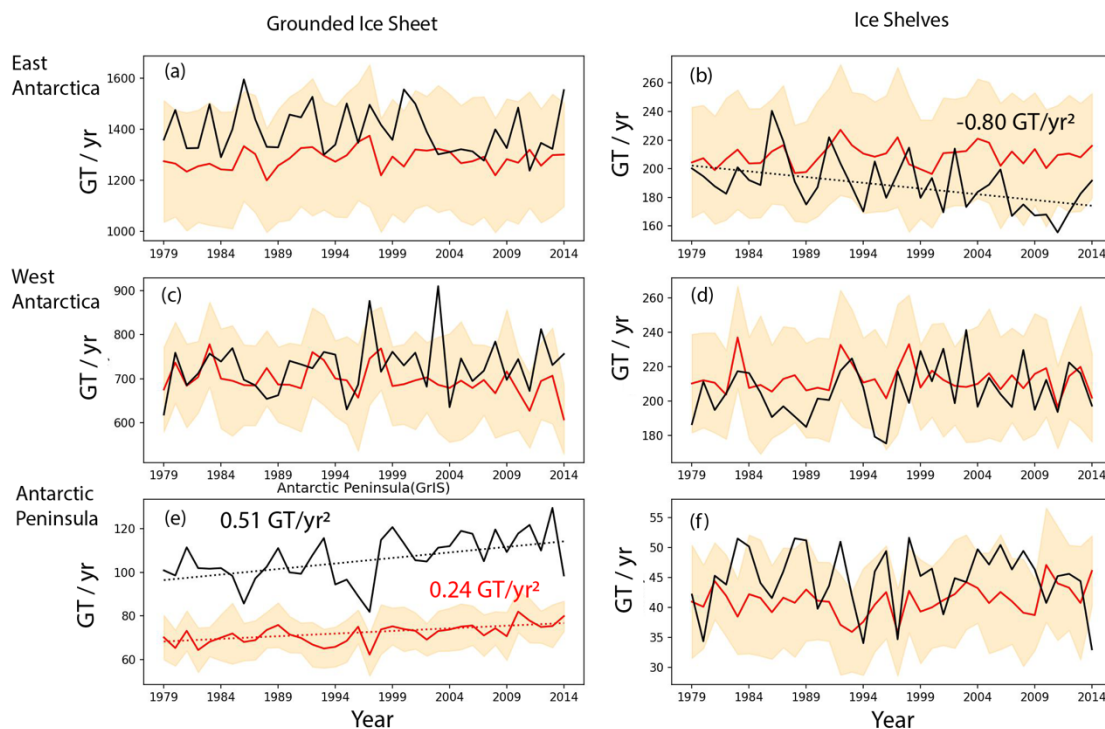 Grounded Ice Sheet
Ice Shelves
East
Antarctica
(a)
GT / yr
1600
1400
1200
1000
1979 1984 1989 1994 1999 2004 2009 2014
(b)
-0.80 GT/yr²
GT / yr
260
240
220
200
180
160
1979 1984 1989 1994 1999 2004 2009 2014
West
Antarctica
(c)
GT / yr
900
800
700
600
1979 1984 1989 1994 1999 2004 2009 2014
(d)
GT / yr
260
240
220
200
180
1979 1984 1989 1994 1999 2004 2009 2014
Antarctic
Peninsula
Antarctic Peninsula(GrIS)
(e)
0.51 GT/yr²
0.24 GT/yr²
GT / yr
120
100
80
60
1979 1984 1989 1994 1999 2004 2009 2014
Year
(f)
GT / yr
55
50
45
40
35
30
1979 1984 1989 1994 1999 2004 2009 2014
Year